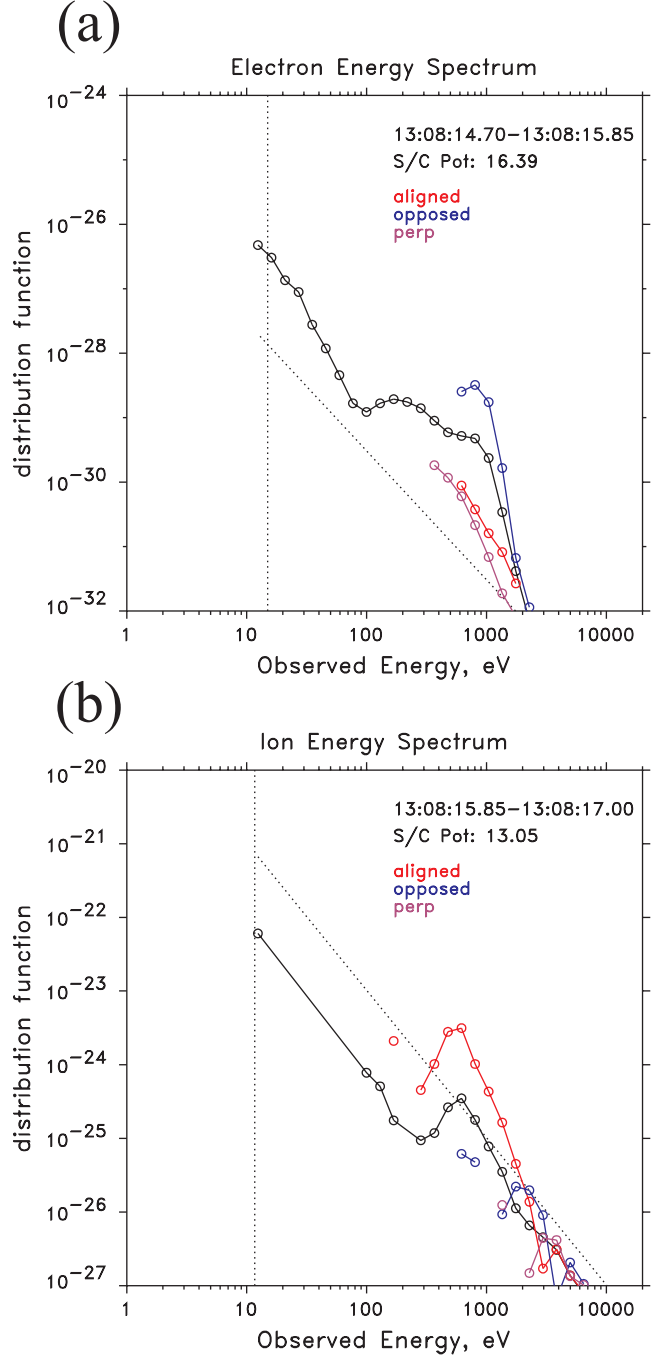 (a)
Electron Energy Spectrum
13:08:14.70-13:08:15.85
S/C Pot: 16.39
aligned
opposed
perp
distribution function
10^-24
10^-26
10^-28
10^-30
10^-32
1 10 100 1000 10000
Observed Energy, eV
(b)
Ion Energy Spectrum
13:08:15.85-13:08:17.00
S/C Pot: 13.05
aligned
opposed
perp
distribution function
10^-20
10^-21
10^-22
10^-23
10^-24
10^-25
10^-26
10^-27
1 10 100 1000 10000
Observed Energy, eV